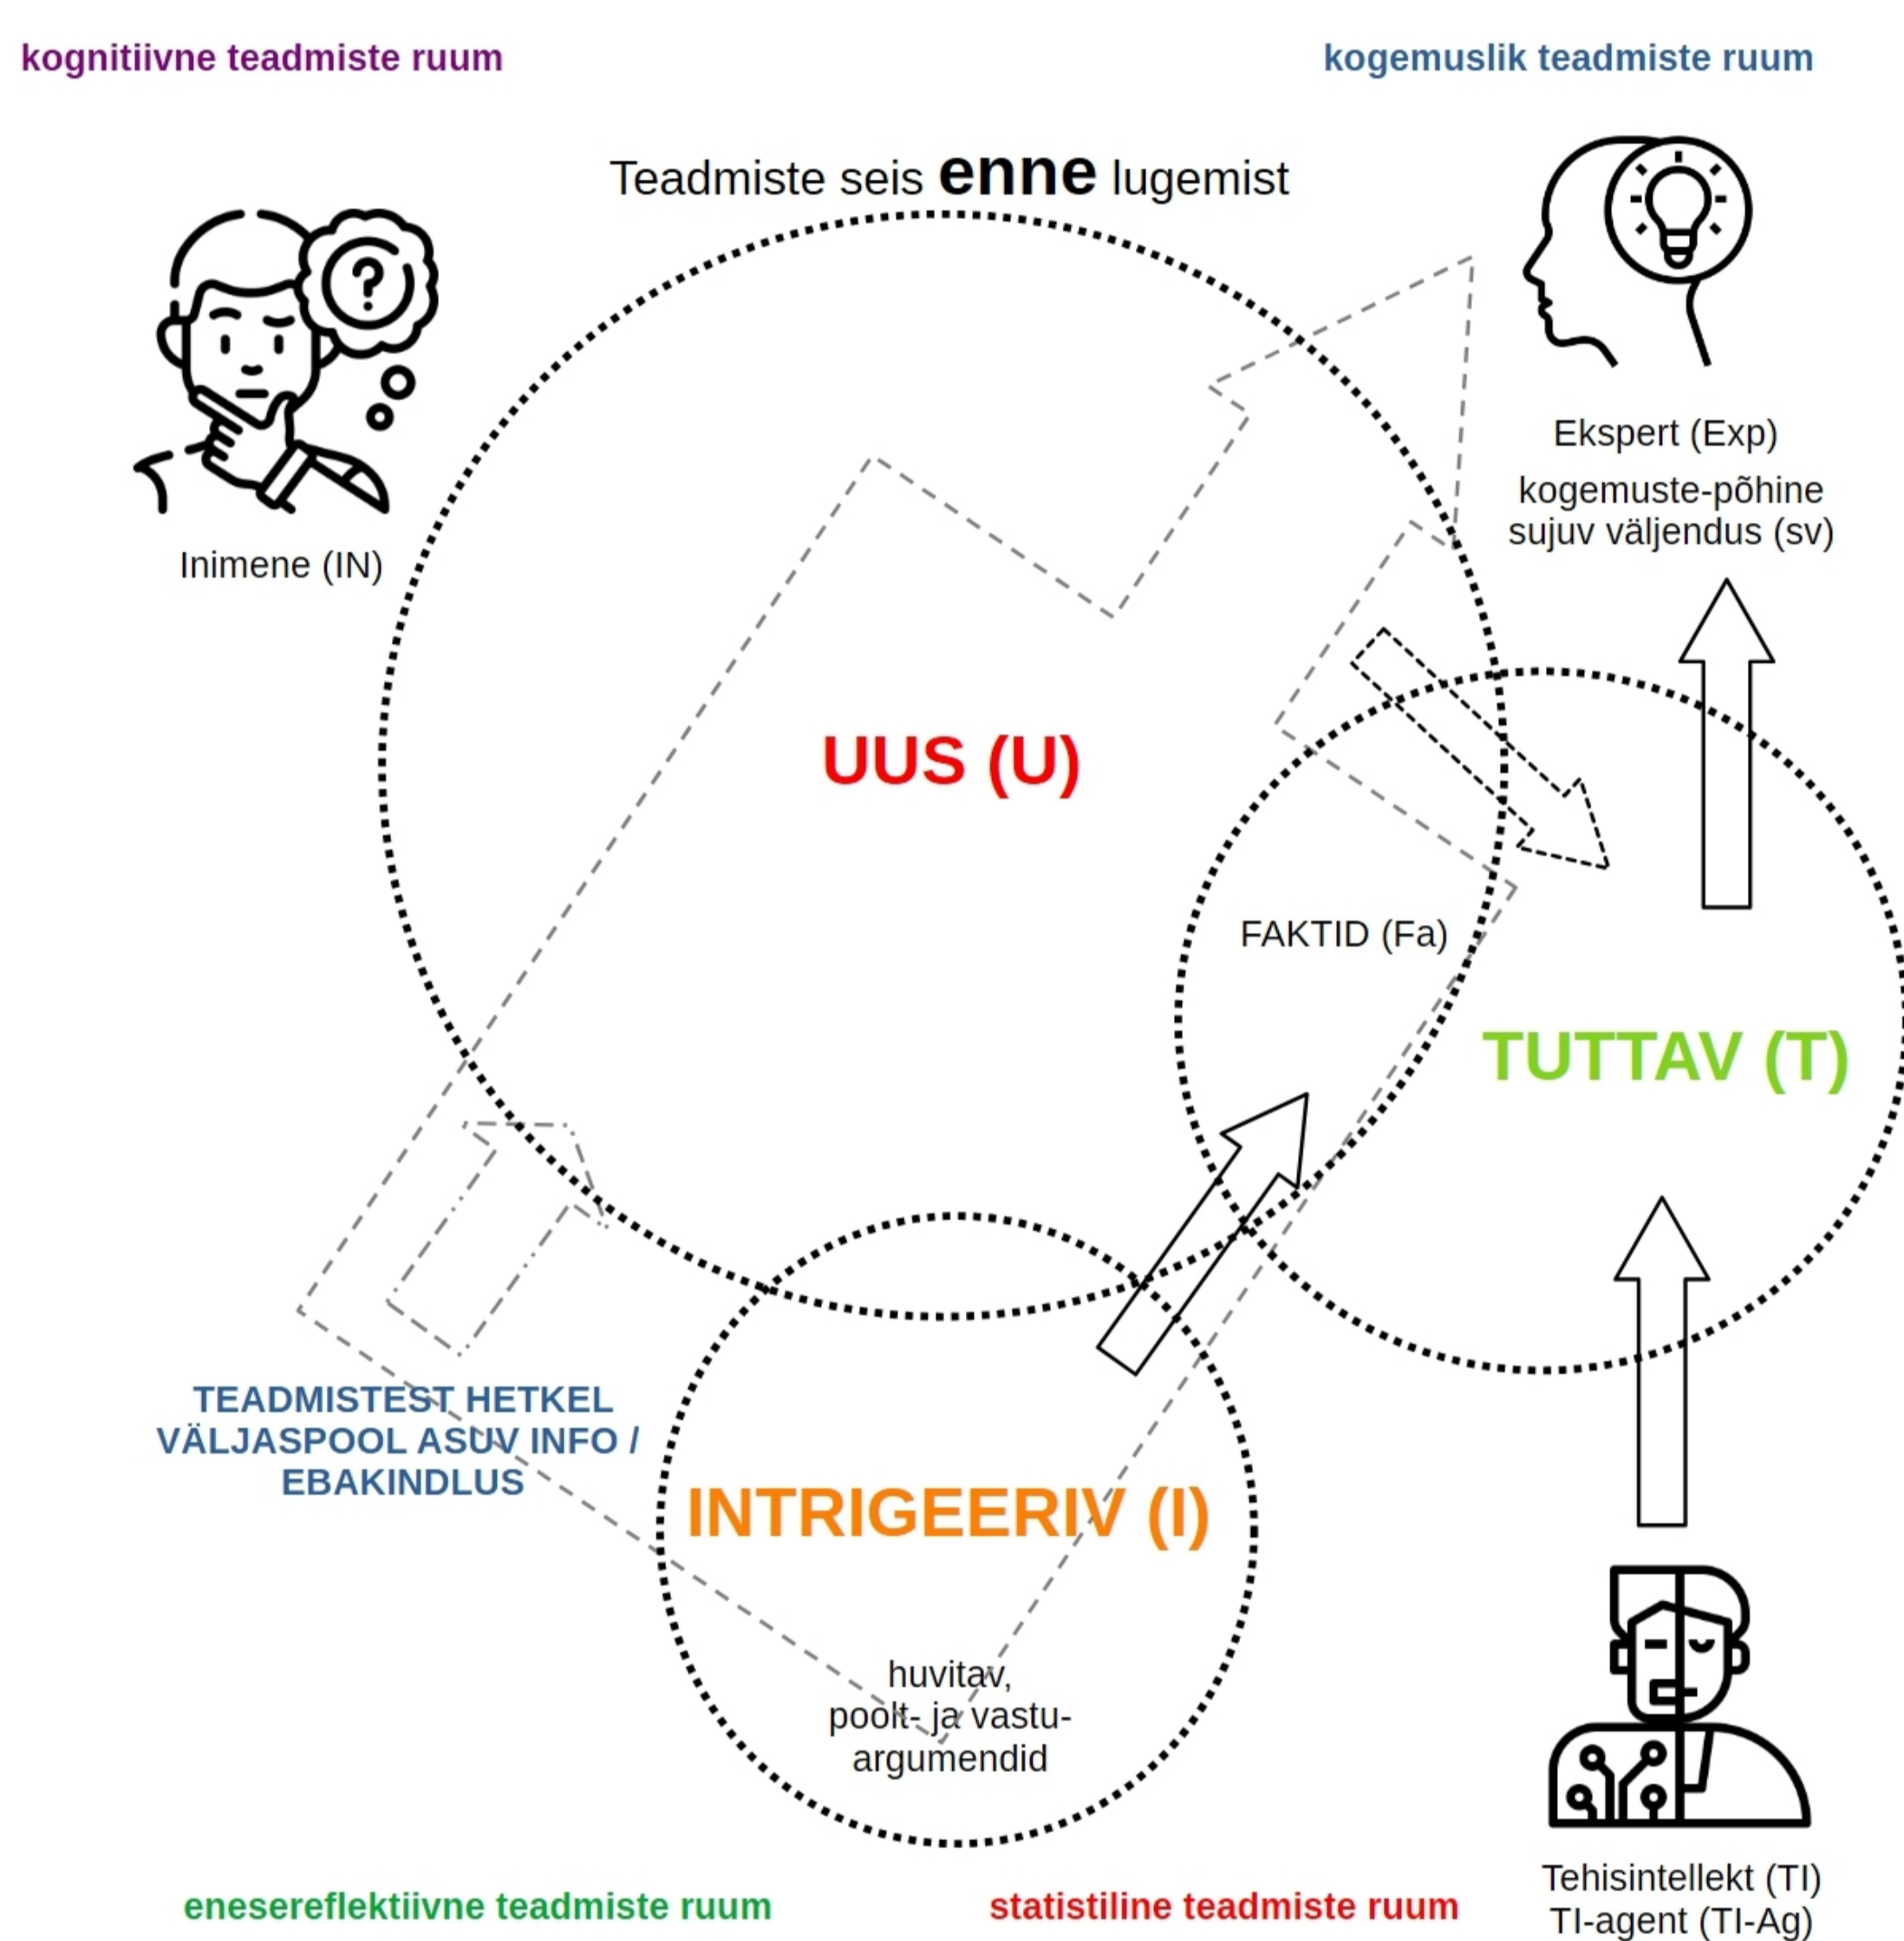 kognitiivne teadmiste ruum
kogemuslik teadmiste ruum
Teadmiste seis enne lugemist
?
Inimene (IN)
Ekspert (Exp)
kogemuste-põhine
sujuv väljendus (sv)
UUS (U)
FAKTID (Fa)
TUTTAV (T)
TEADMISTEST HETKEL
VÄLJASPOOL ASUV INFO /
EBAKINDLUS
INTRIGEERIV (I)
huvitav,
poolt- ja vastu-
argumendid
Tehisintellekt (TI)
TI-agent (TI-Ag)
enesereflektiivne teadmiste ruum
statistiline teadmiste ruum